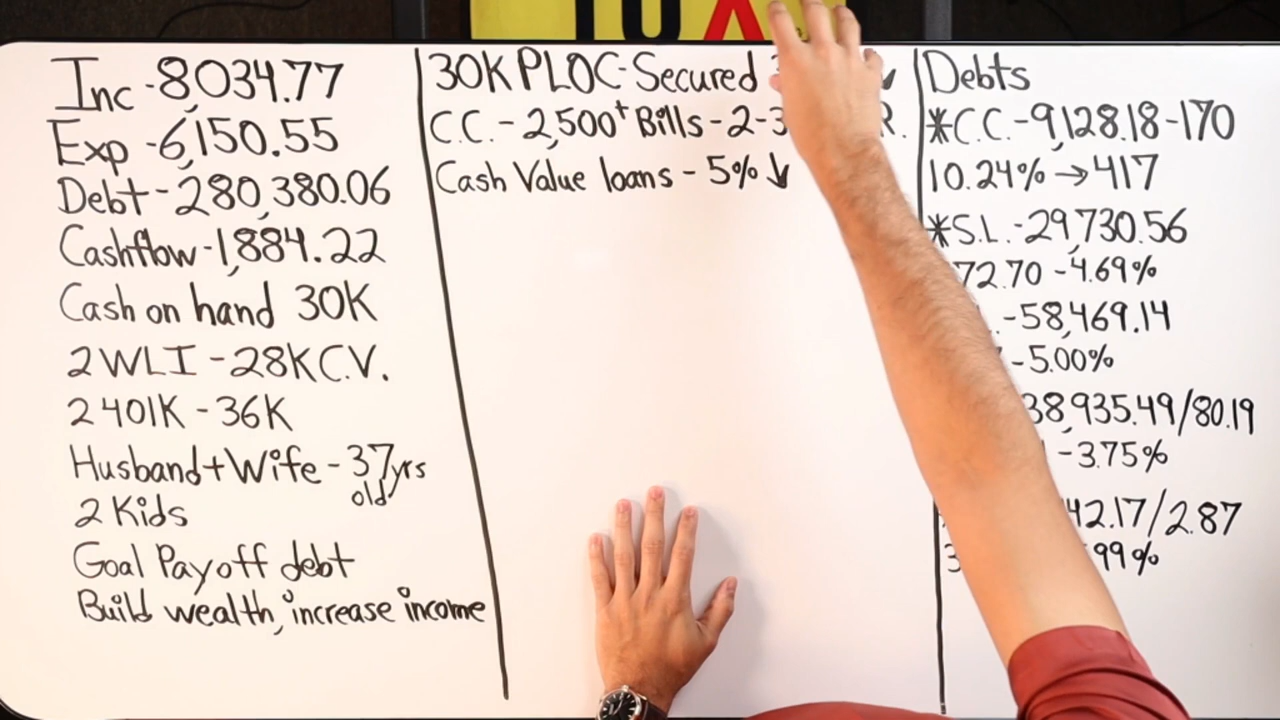 Inc - 8,034.77
Exp - 6,150.55
Debt - 280,380.06
Cashflow - 1,884.22
Cash on hand 30K
2 WLI - 28K C.V.
2 401K - 36K
Husband + Wife - 37yrs old
2 Kids
Goal Payoff debt
Build wealth, increase income
30K PLOC - Secured
C.C. - 2,500+ Bills - 2-3
Cash Value loans - 5% ↓
Debts
*C.C. - 9,128.18 - 170
10.24% → 417
*S.L. - 29,730.56
72.70 - 4.69%
- 58,469.14
- 5.00%
38,935.49/80.19
- 3.75%
42.17/2.87
99%